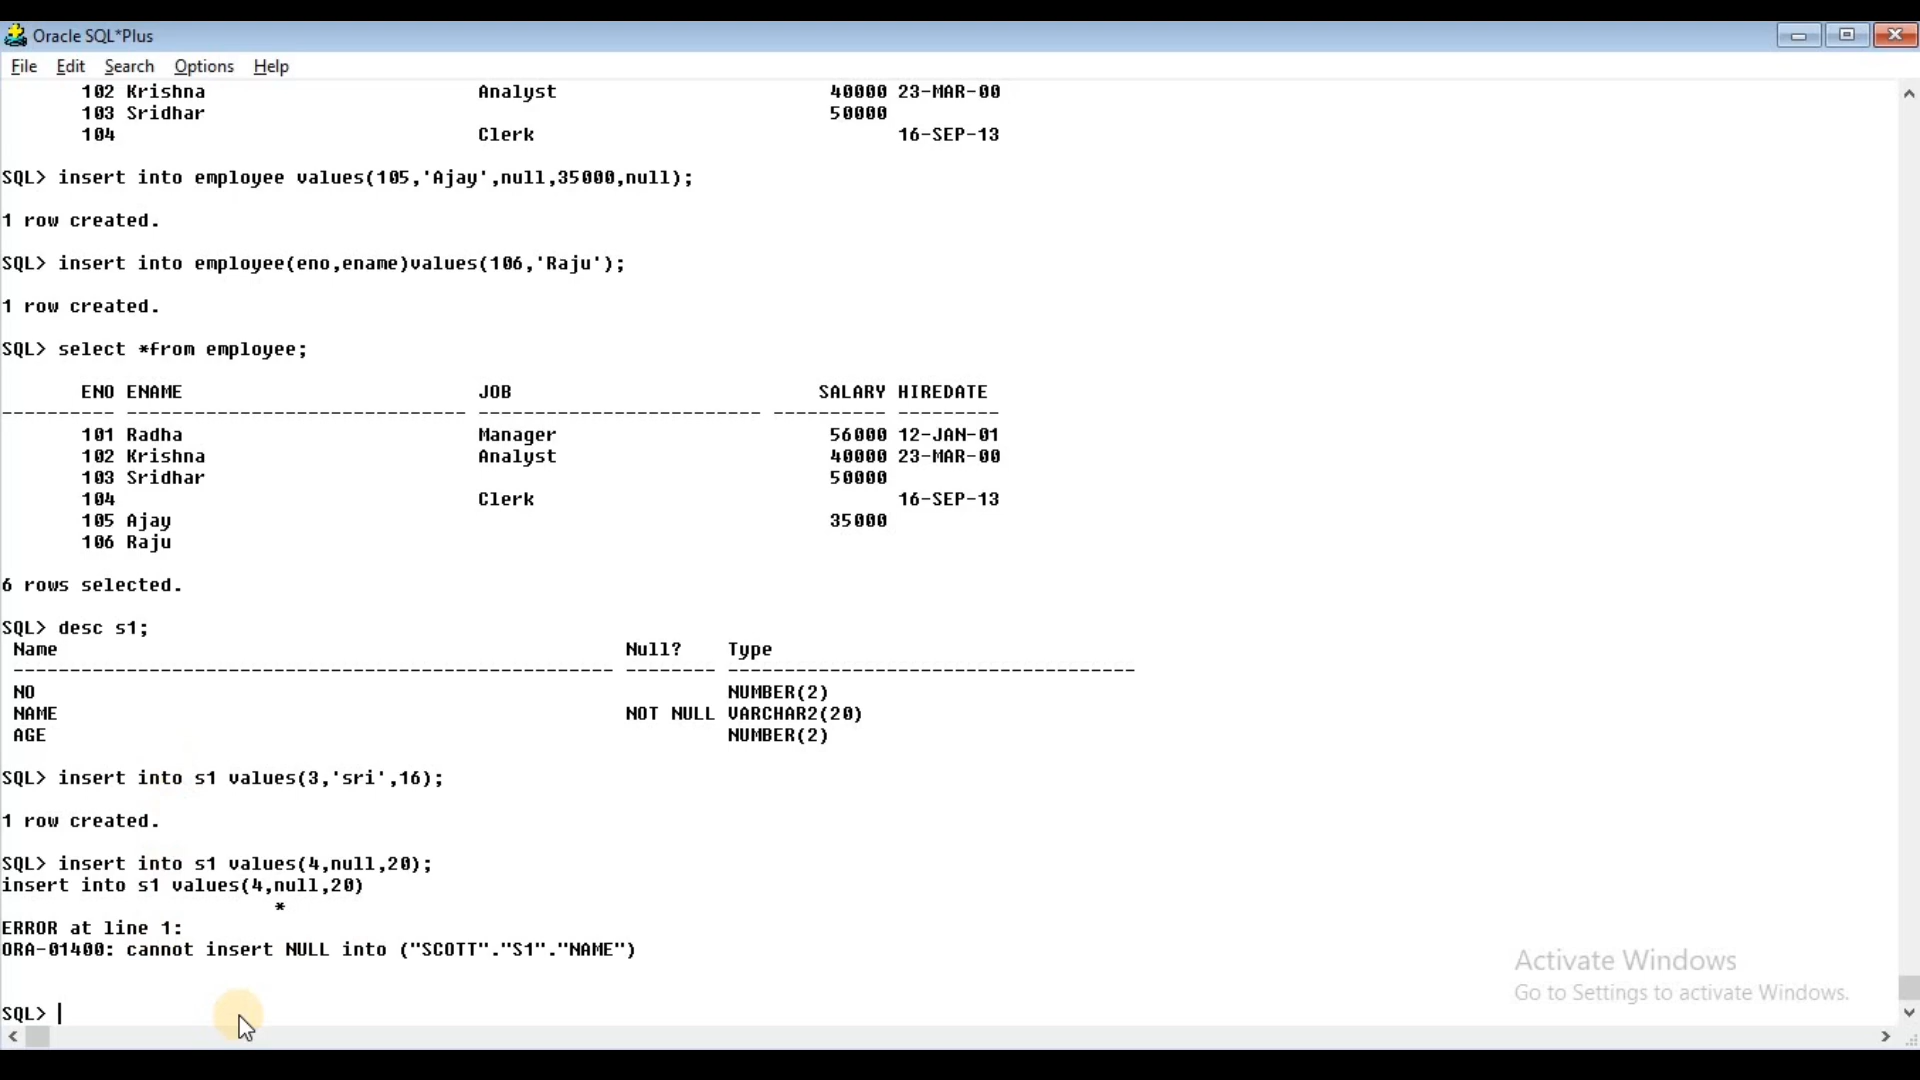 Oracle SQL*Plus
File Edit Search Options Help
102 Krishna Analyst 40000 23-MAR-00
103 Sridhar 50000
104 Clerk 16-SEP-13
SQL> insert into employee values(105,'Ajay',null,35000,null);
1 row created.
SQL> insert into employee(eno,ename)values(106,'Raju');
1 row created.
SQL> select *from employee;
ENO ENAME JOB SALARY HIREDATE
---------- ------------------------------ ------------------------- ---------- ---------
101 Radha Manager 56000 12-JAN-01
102 Krishna Analyst 40000 23-MAR-00
103 Sridhar 50000
104 Clerk 16-SEP-13
105 Ajay 35000
106 Raju
6 rows selected.
SQL> desc s1;
Name Null? Type
----------------------------------------------------- -------- ------------------------------------
NO NUMBER(2)
NAME NOT NULL VARCHAR2(20)
AGE NUMBER(2)
SQL> insert into s1 values(3,'sri',16);
1 row created.
SQL> insert into s1 values(4,null,20);
insert into s1 values(4,null,20)
*
ERROR at line 1:
ORA-01400: cannot insert NULL into ("SCOTT"."S1"."NAME")
SQL>
Activate Windows
Go to Settings to activate Windows.